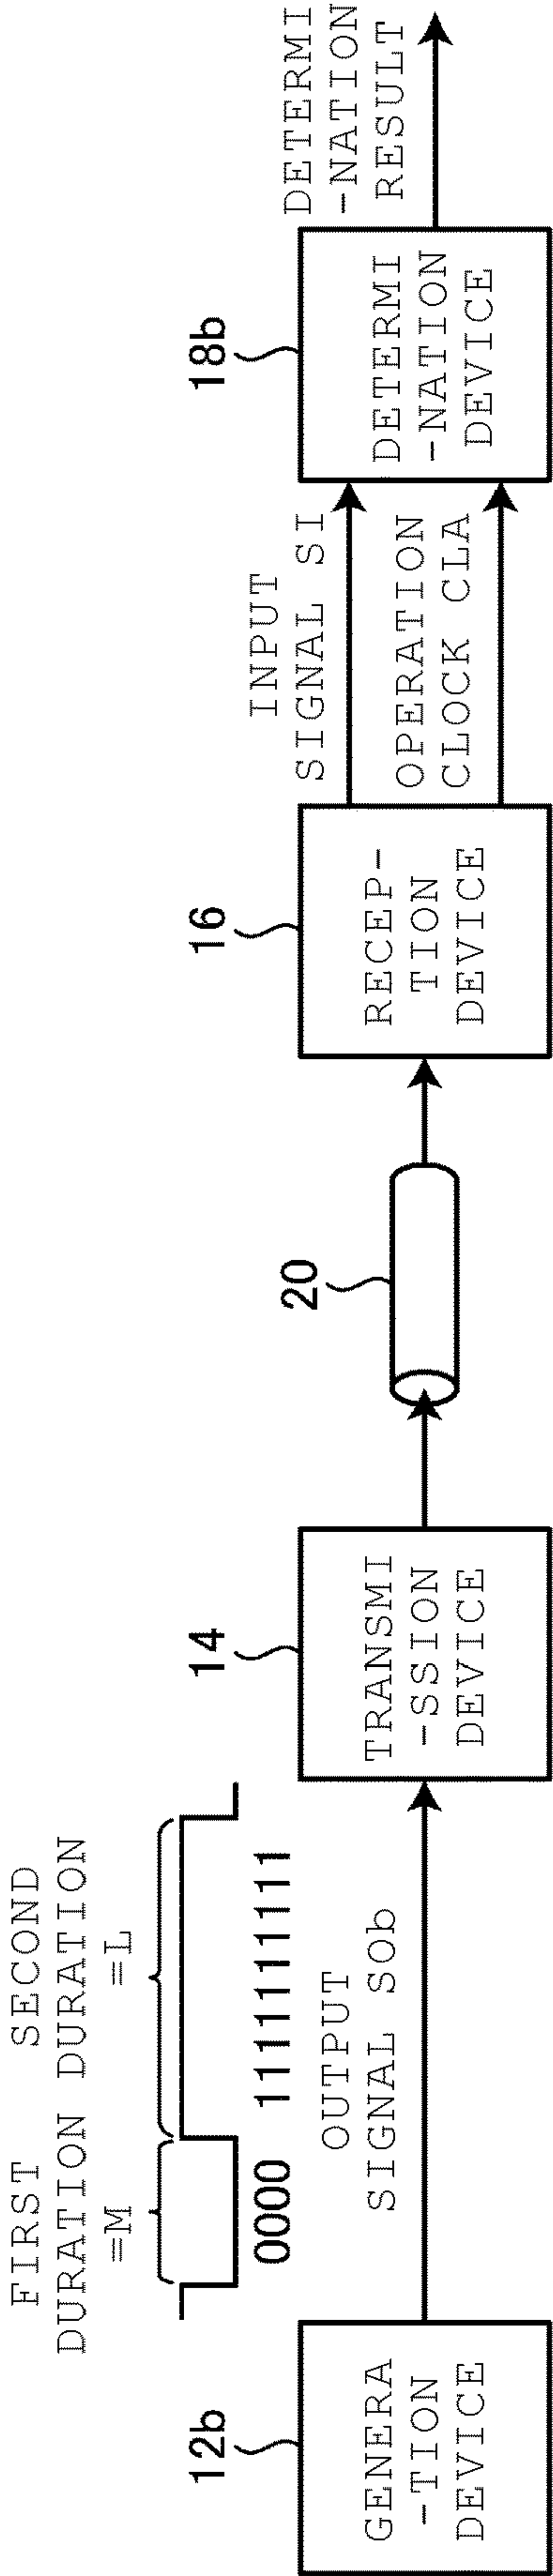 FIRST
DURATION
=M
SECOND
DURATION
=L
0000
1111111111
12b
GENERA
-TION
DEVICE
OUTPUT
SIGNAL SOb
14
TRANSMI
-SSION
DEVICE
20
16
RECEP-
TION
DEVICE
INPUT
SIGNAL SI
OPERATION
CLOCK CLA
18b
DETERMI
-NATION
DEVICE
DETERMI
-NATION
RESULT